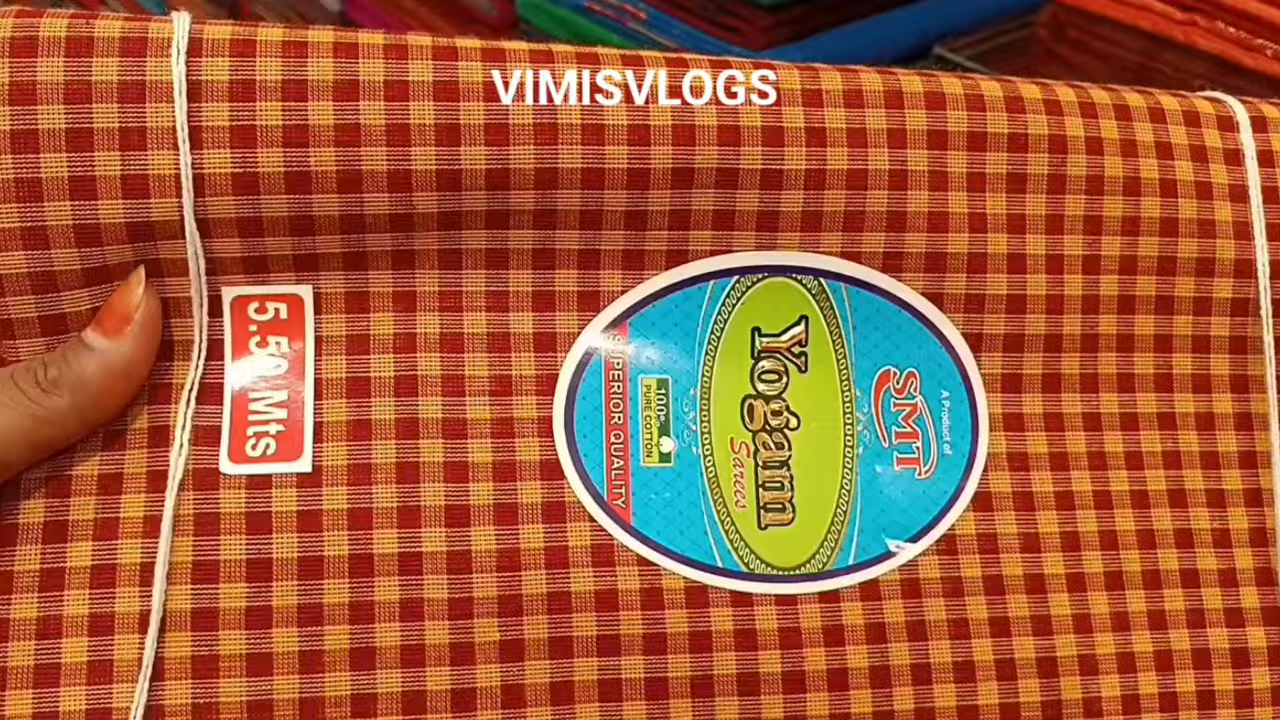 VIMISVLOGS
5.50 Mts
A Product of
SMT
Yogam
Sarees
100%
PURE COTTON
SUPERIOR QUALITY